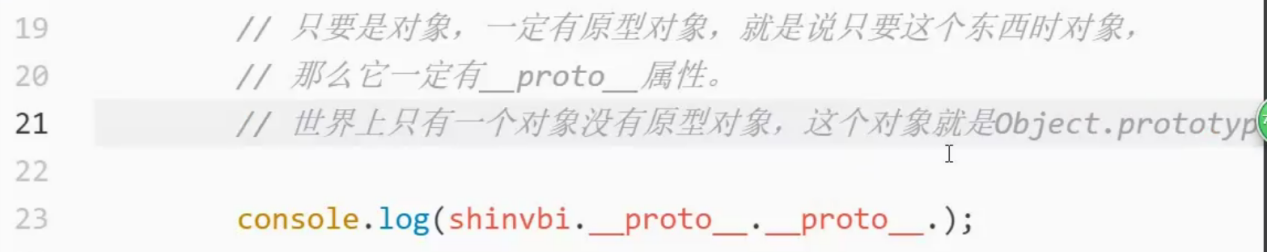 19 // 只要是对象，一定有原型对象，就是说只要这个东西时对象，
20 // 那么它一定有__proto__属性。
21 // 世界上只有一个对象没有原型对象，这个对象就是Object.prototyp
22
23 console.log(shinvbi.__proto__.__proto__.);